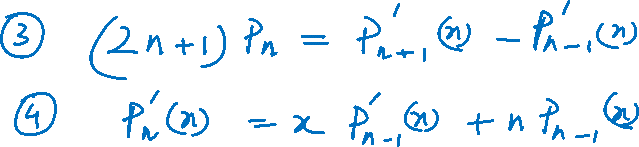 ③ (2n+1) Pₙ = P'ₙ₊₁(x) - P'ₙ₋₁(x)
④ P'ₙ(x) = x P'ₙ₋₁(x) + n Pₙ₋₁(x)